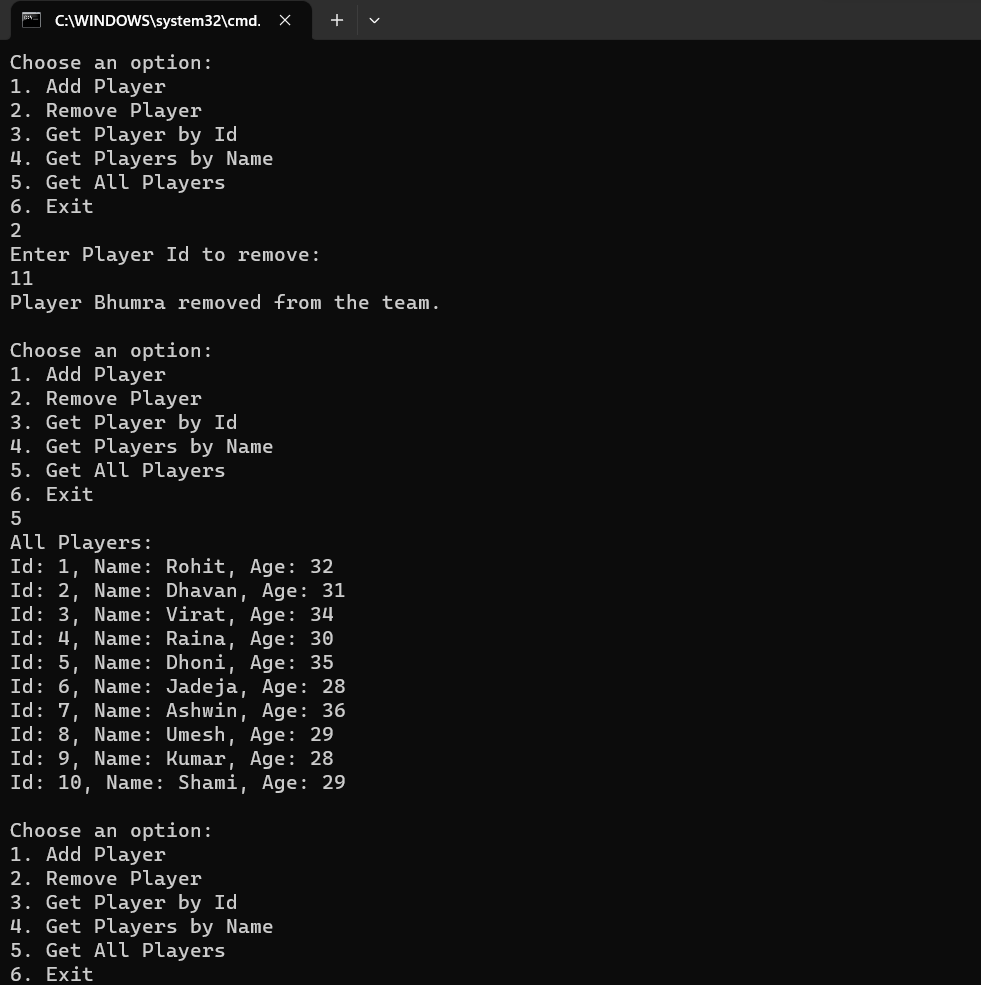 C:\WINDOWS\system32\cmd.
Choose an option:
1. Add Player
2. Remove Player
3. Get Player by Id
4. Get Players by Name
5. Get All Players
6. Exit
2
Enter Player Id to remove:
11
Player Bhumra removed from the team.
Choose an option:
1. Add Player
2. Remove Player
3. Get Player by Id
4. Get Players by Name
5. Get All Players
6. Exit
5
All Players:
Id: 1, Name: Rohit, Age: 32
Id: 2, Name: Dhavan, Age: 31
Id: 3, Name: Virat, Age: 34
Id: 4, Name: Raina, Age: 30
Id: 5, Name: Dhoni, Age: 35
Id: 6, Name: Jadeja, Age: 28
Id: 7, Name: Ashwin, Age: 36
Id: 8, Name: Umesh, Age: 29
Id: 9, Name: Kumar, Age: 28
Id: 10, Name: Shami, Age: 29
Choose an option:
1. Add Player
2. Remove Player
3. Get Player by Id
4. Get Players by Name
5. Get All Players
6. Exit